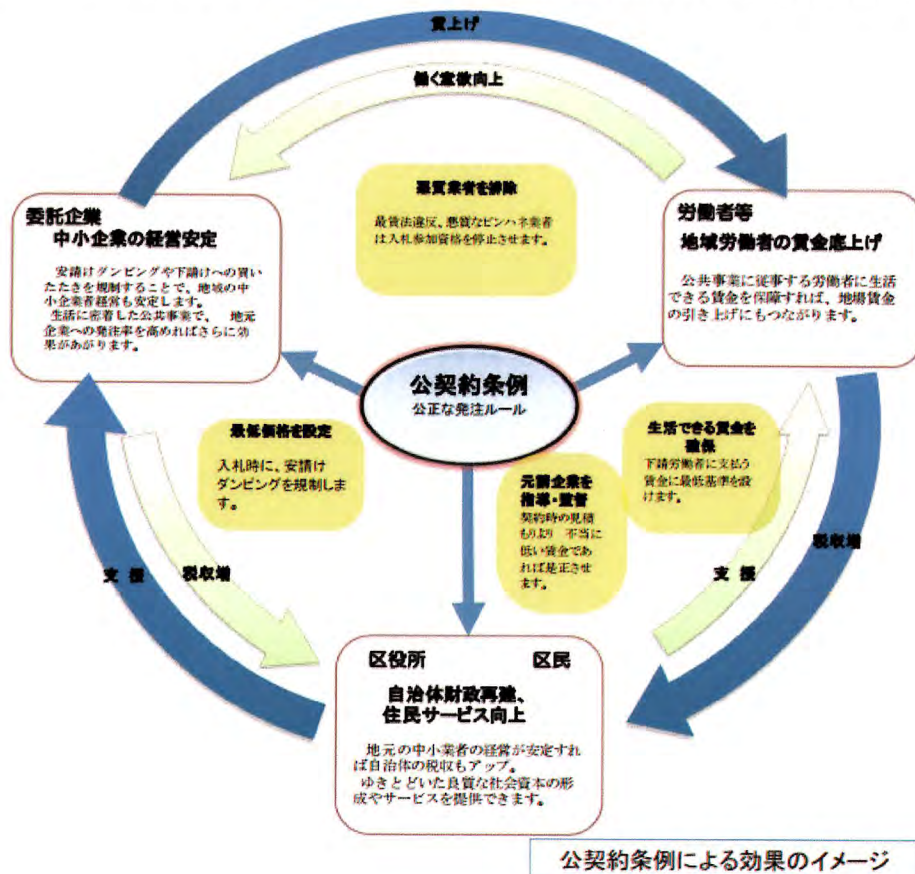 賃上げ
働く意欲向上
悪質業者を排除
最賃法違反、悪質なピンハネ業者
は入札参加資格を停止させます。
委託企業
中小企業の経営安定
安請けダンピングや下請けへの買い
たたきを規制することで、地域の中
小企業者経営も安定します。
生活に密着した公共事業で、 地元
企業への発注率を高めればさらに効
果があがります。
労働者等
地域労働者の賃金底上げ
公共事業に従事する労働者に生活
できる賃金を保障すれば、地場賃金
の引き上げにもつながります。
公契約条例
公正な発注ルール
最低価格を設定
入札時に、安請け
ダンピングを規制しま
す。
生活できる賃金を
確保
下請労働者に支払う
賃金に最低基準を設
けます。
元請企業を
指導・監督
契約時の見積
もりより 不当に
低い賃金であ
れば是正させ
ます。
支 援
税収増
支 援
税収増
区役所 区民
自治体財政再建、
住民サービス向上
地元の中小業者の経営が安定すれ
ば自治体の税収もアップ。
ゆきとどいた良質な社会資本の形
成やサービスを提供できます。
公契約条例による効果のイメージ